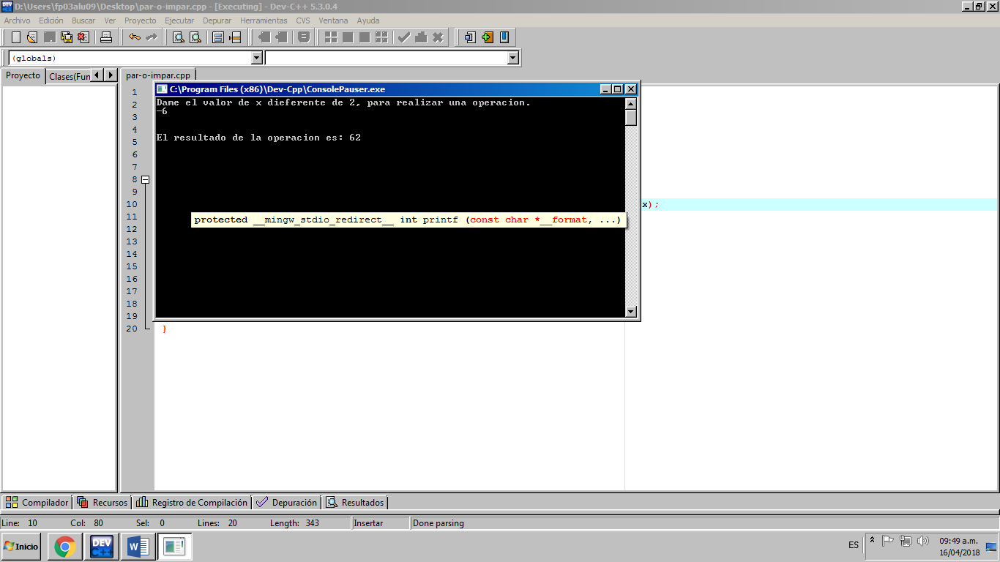 D:\Users\fp03alu09\Desktop\par-o-impar.cpp - [Executing] - Dev-C++ 5.3.0.4
Archivo Edición Buscar Ver Proyecto Ejecutar Depurar Herramientas CVS Ventana Ayuda
(globals)
Proyecto Clases(Fun par-o-impar.cpp
C:\Program Files (x86)\Dev-Cpp\ConsolePauser.exe
Dame el valor de x dieferente de 2, para realizar una operacion.
-6
El resultado de la operacion es: 62
1
2
3
4
5
6
7
8
9
10 x);
11
protected __mingw_stdio_redirect__ int printf (const char *__format, ...)
12
13
14
15
16
17
18
19
20 }
Compilador Recursos Registro de Compilación Depuración Resultados
Line: 10 Col: 80 Sel: 0 Lines: 20 Length: 343 Insertar Done parsing
Inicio DEV C++ W ES 09:49 a.m.
16/04/2018